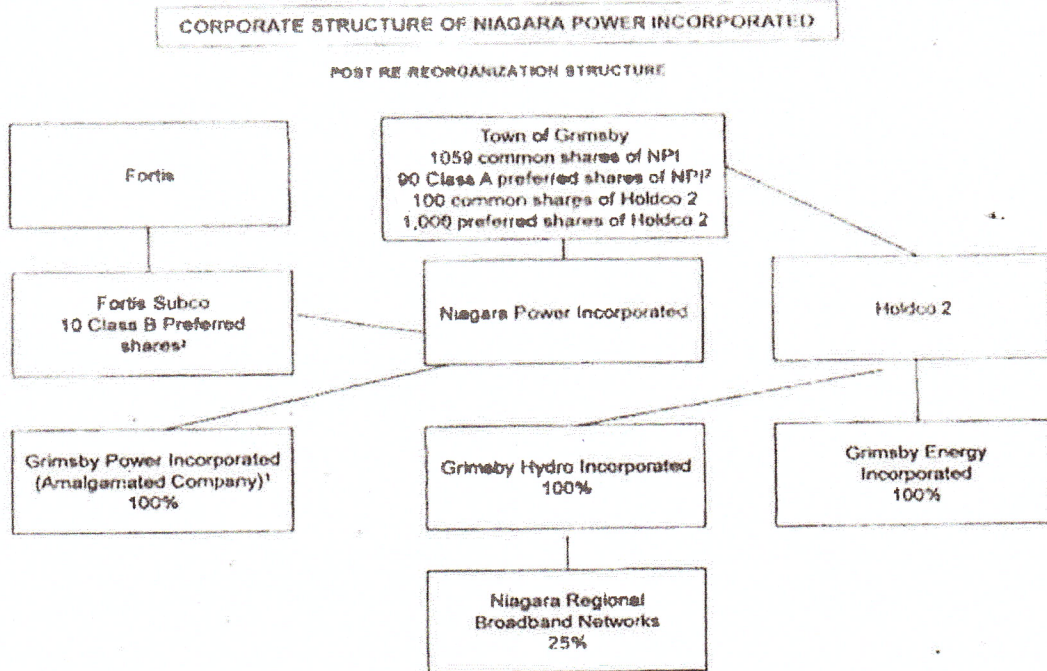 CORPORATE STRUCTURE OF NIAGARA POWER INCORPORATED
POST RE-REORGANIZATION STRUCTURE
Fortis
Town of Grimsby
1059 common shares of NPI
90 Class A preferred shares of NPI²
100 common shares of Holdco 2
1,000 preferred shares of Holdco 2
Fortis Subco
10 Class B Preferred
shares²
Niagara Power Incorporated
Holdco 2
Grimsby Power Incorporated
(Amalgamated Company)¹
100%
Grimsby Hydro Incorporated
100%
Grimsby Energy
Incorporated
100%
Niagara Regional
Broadband Networks
25%